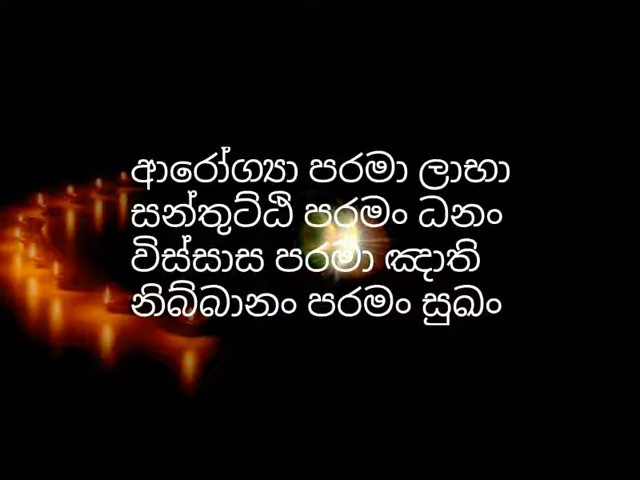 ආරෝග්‍යා පරමා ලාභා
සන්තුට්ඨි පරමං ධනං
විස්සාස පරමා ඤාති
නිබ්බානං පරමං සුඛං